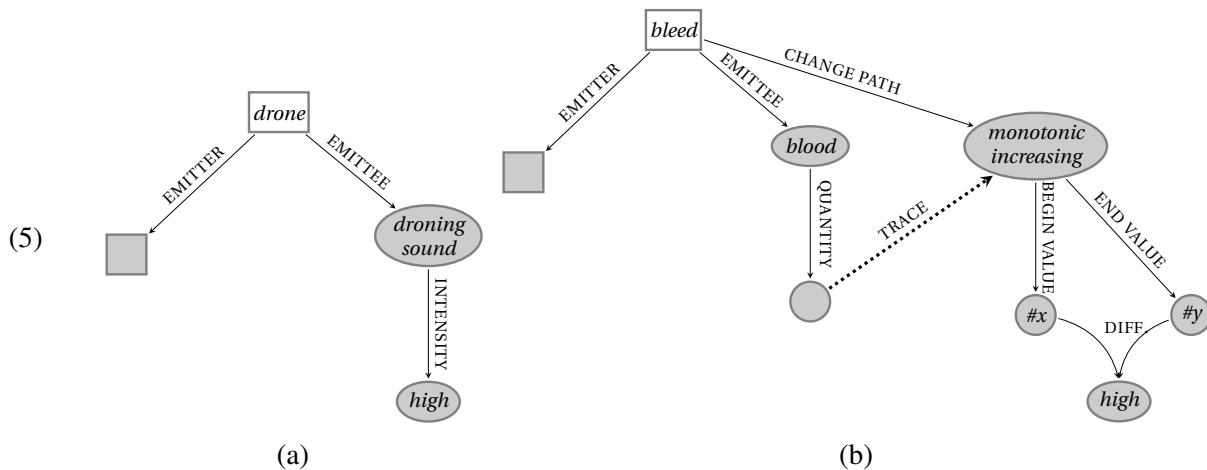 (5)
drone
EMITTER
EMITTEE
droning
sound
INTENSITY
high
(a)
bleed
EMITTER
EMITTEE
CHANGE PATH
blood
QUANTITY
TRACE
monotonic
increasing
BEGIN VALUE
END VALUE
#x
#y
DIFF.
high
(b)